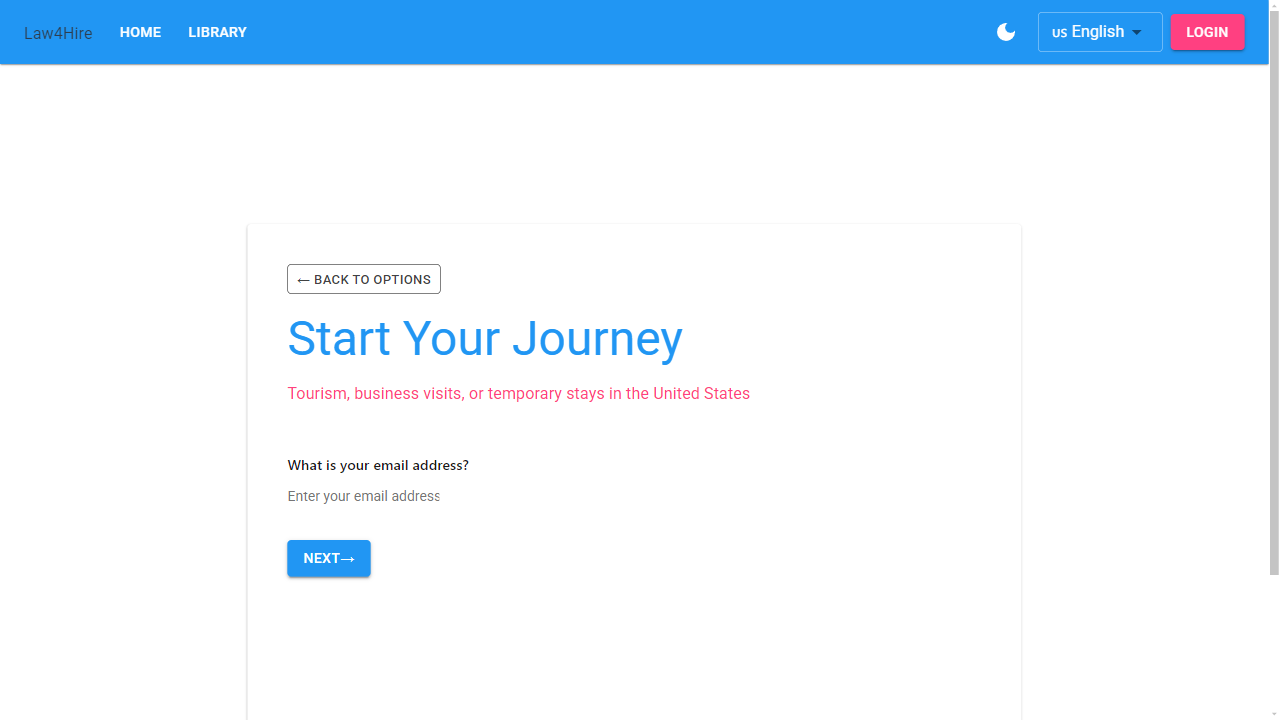 Law4Hire HOME LIBRARY US English LOGIN
← BACK TO OPTIONS
Start Your Journey
Tourism, business visits, or temporary stays in the United States
What is your email address?
Enter your email address
NEXT→